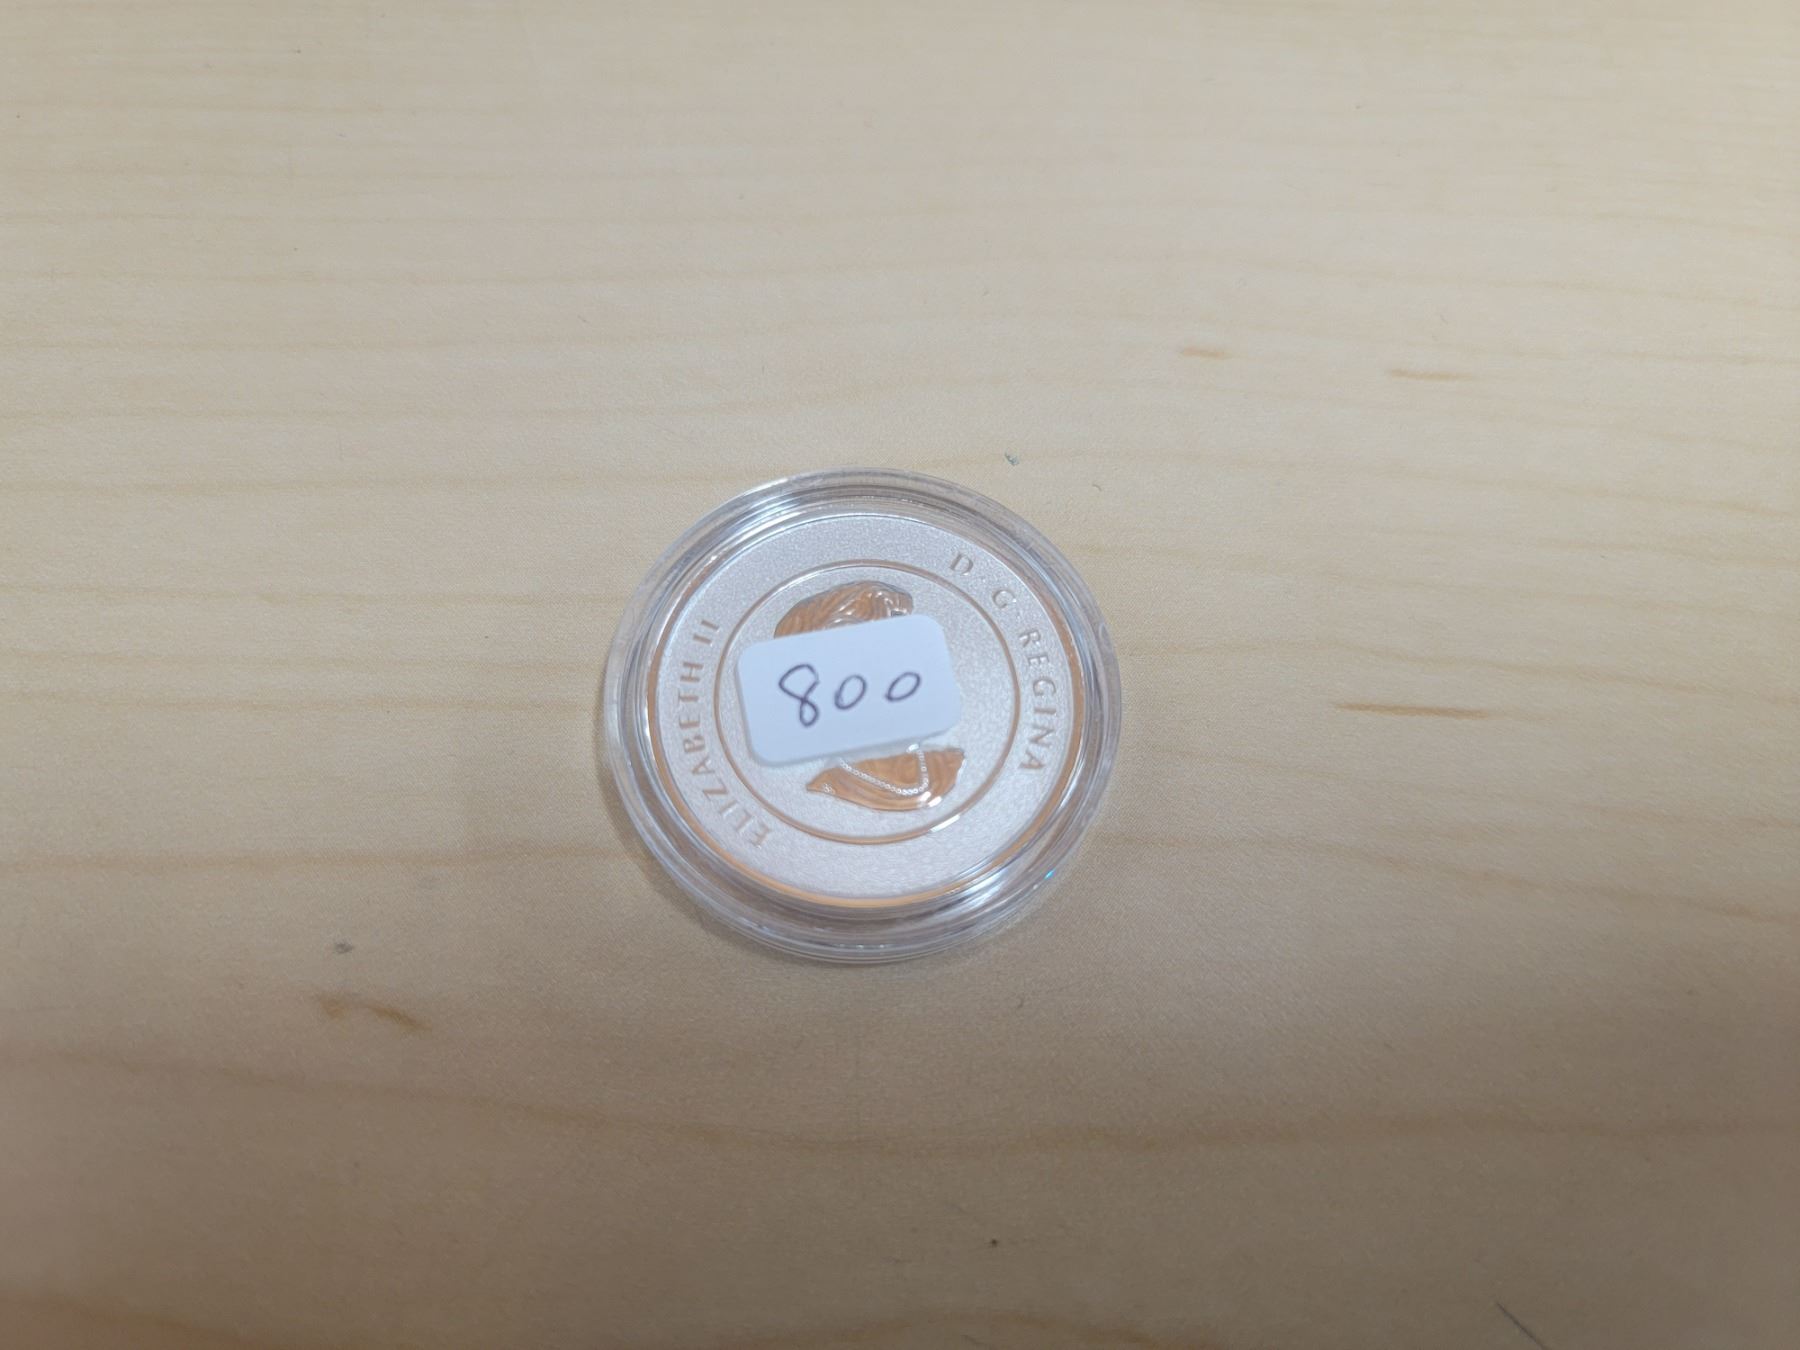 ELIZABETH II
D·G·REGINA
800